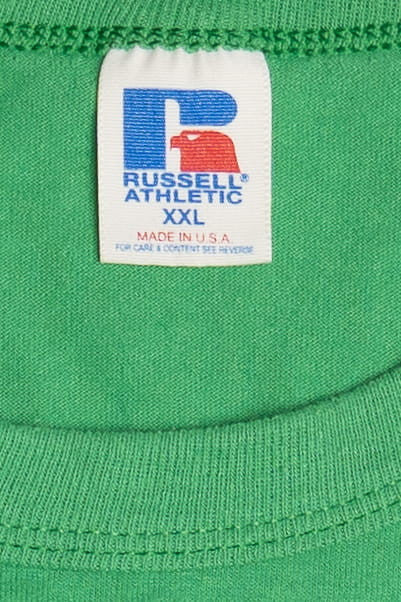 RUSSELL®
ATHLETIC
XXL
MADE IN U.S.A.
FOR CARE & CONTENT SEE REVERSE